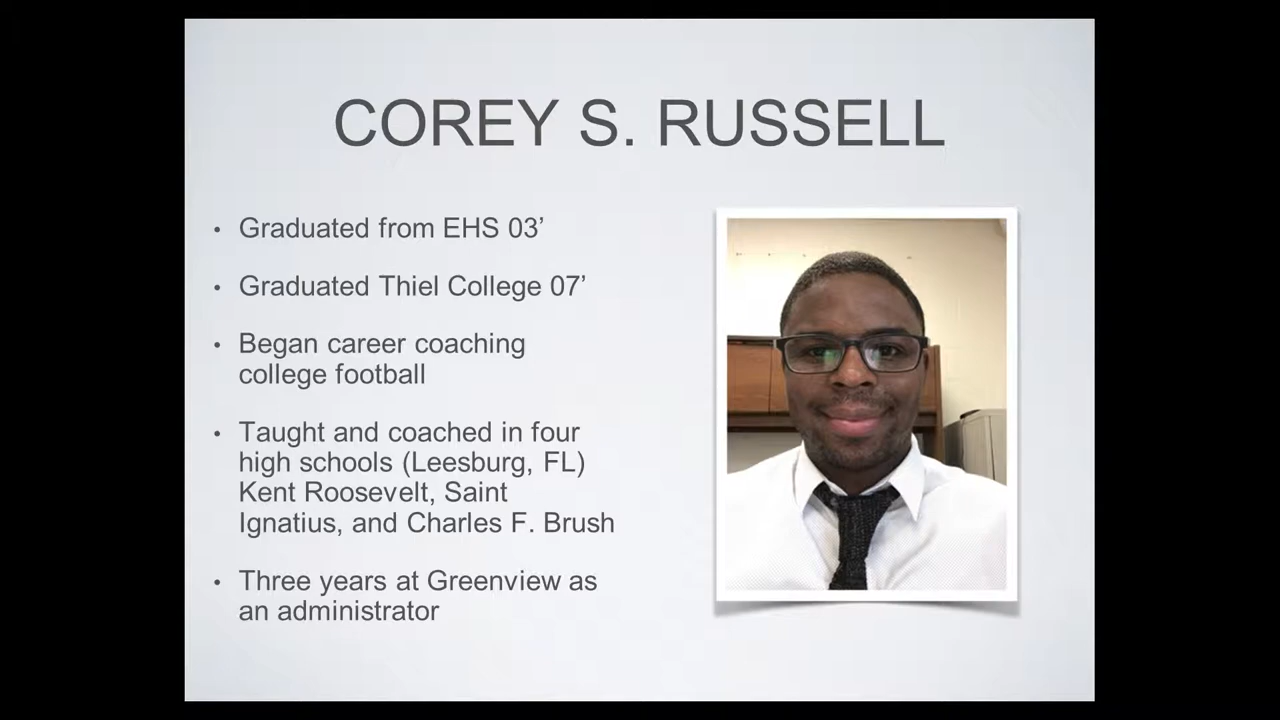 COREY S. RUSSELL
• Graduated from EHS 03’
• Graduated Thiel College 07’
• Began career coaching
college football
• Taught and coached in four
high schools (Leesburg, FL)
Kent Roosevelt, Saint
Ignatius, and Charles F. Brush
• Three years at Greenview as
an administrator